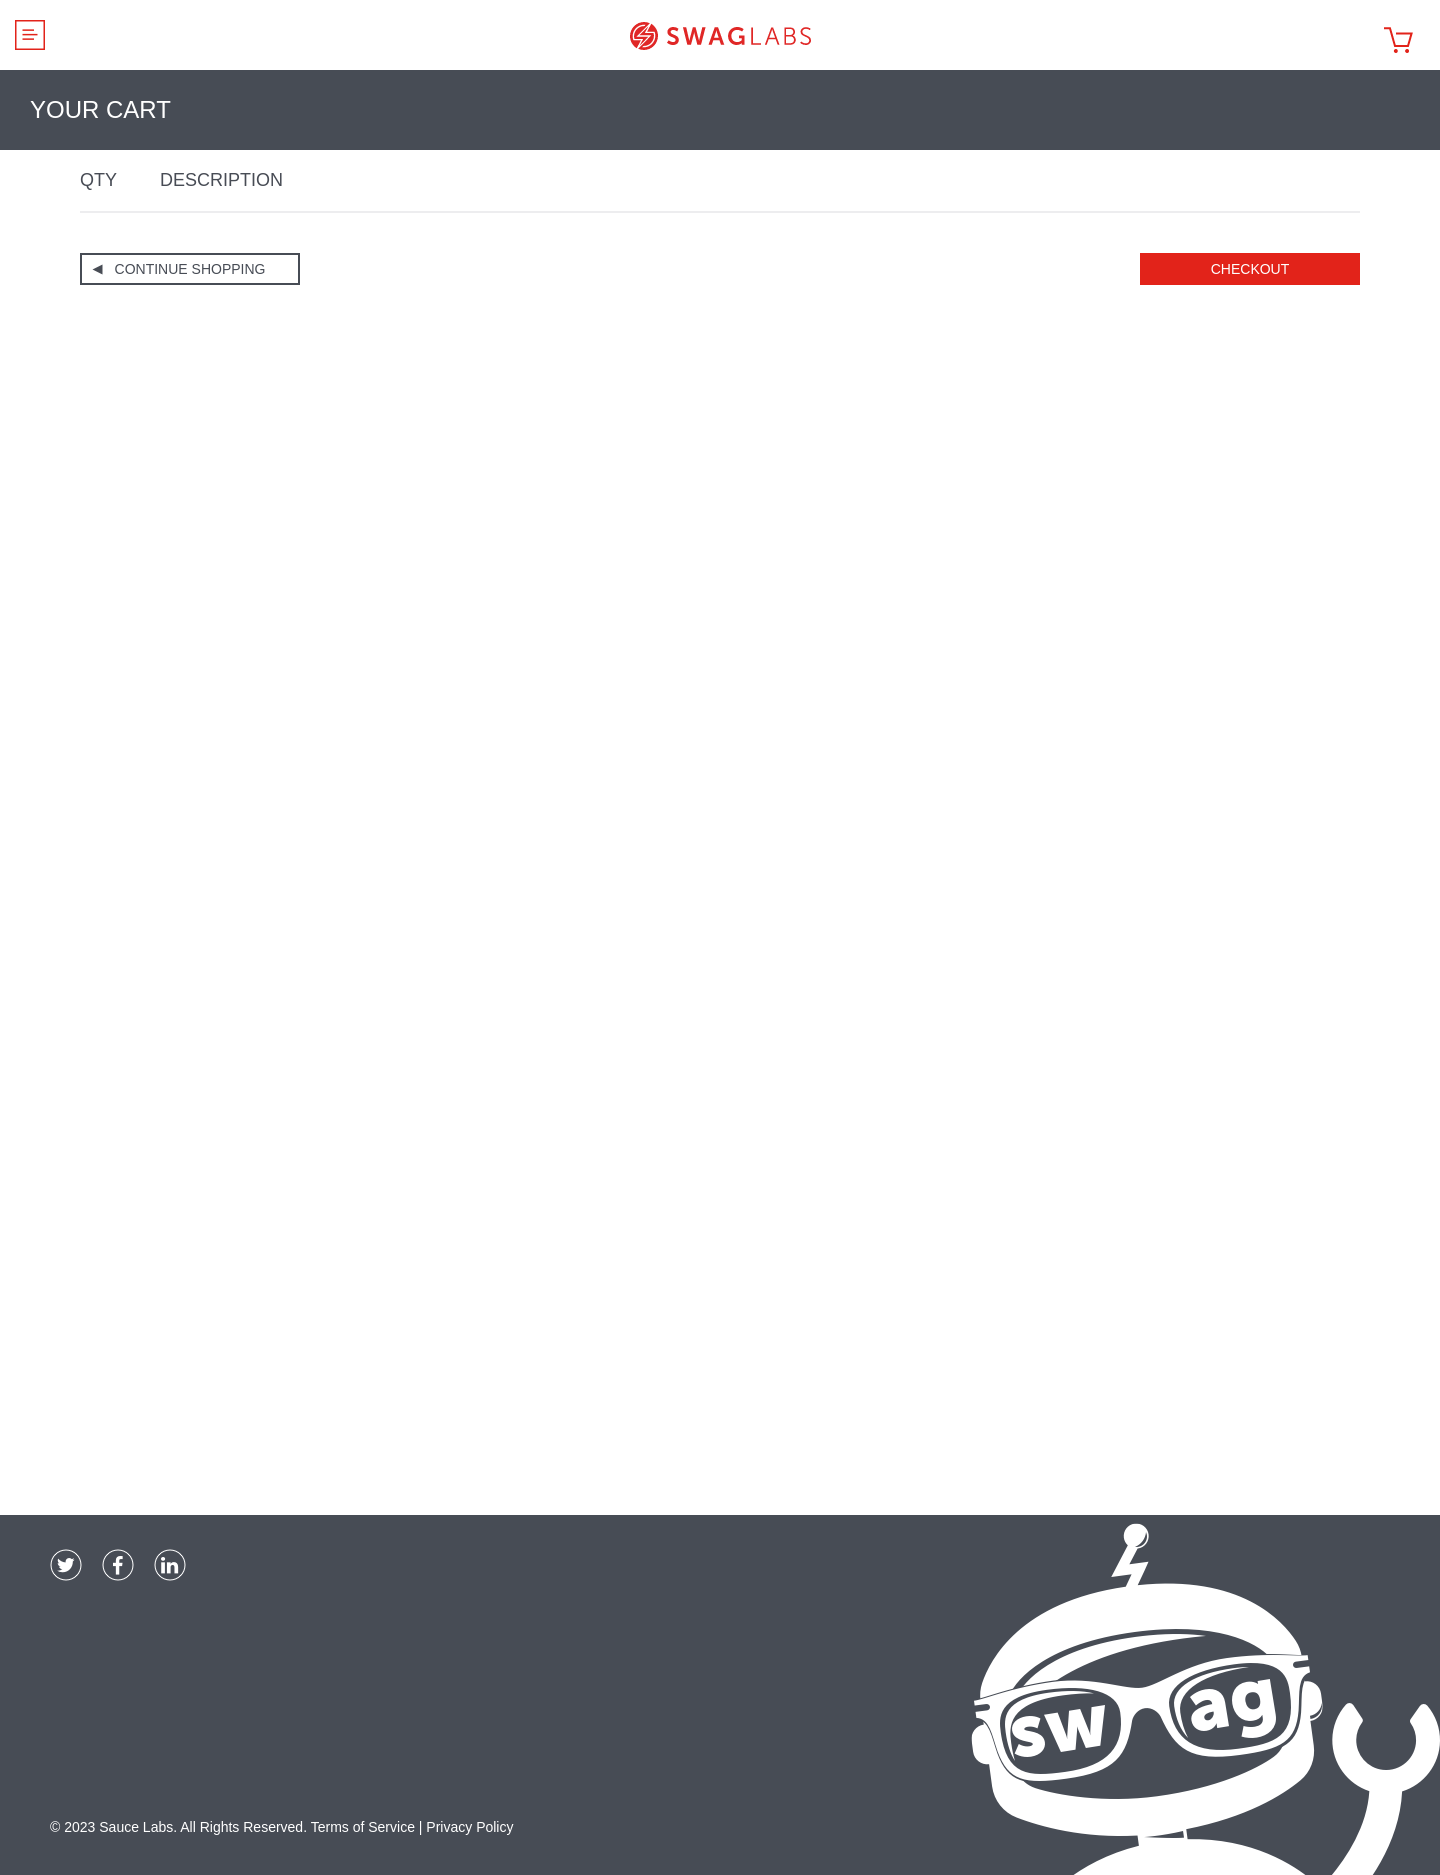 SWAGLABS
YOUR CART
QTY DESCRIPTION
CONTINUE SHOPPING CHECKOUT
sw ag
© 2023 Sauce Labs. All Rights Reserved. Terms of Service | Privacy Policy